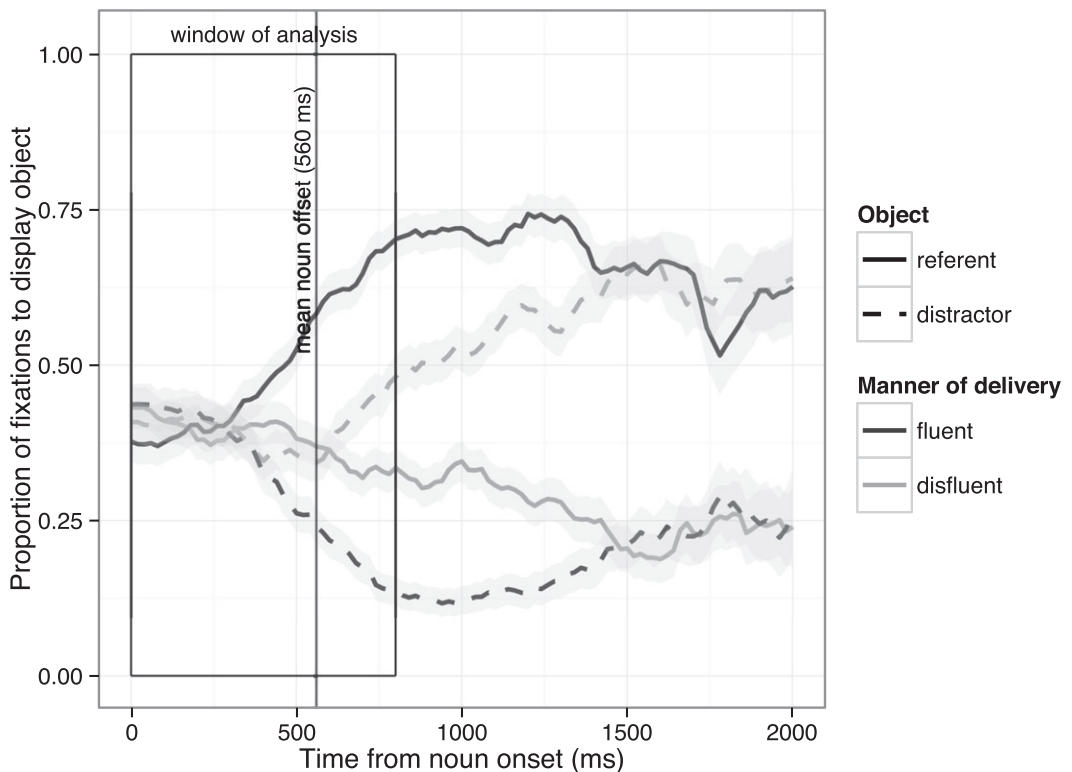 window of analysis
1.00
0.75
0.50
0.25
0.00
Proportion of fixations to display object
mean noun offset (560 ms)
0
500
1000
1500
2000
Time from noun onset (ms)
Object
referent
distractor
Manner of delivery
fluent
disfluent